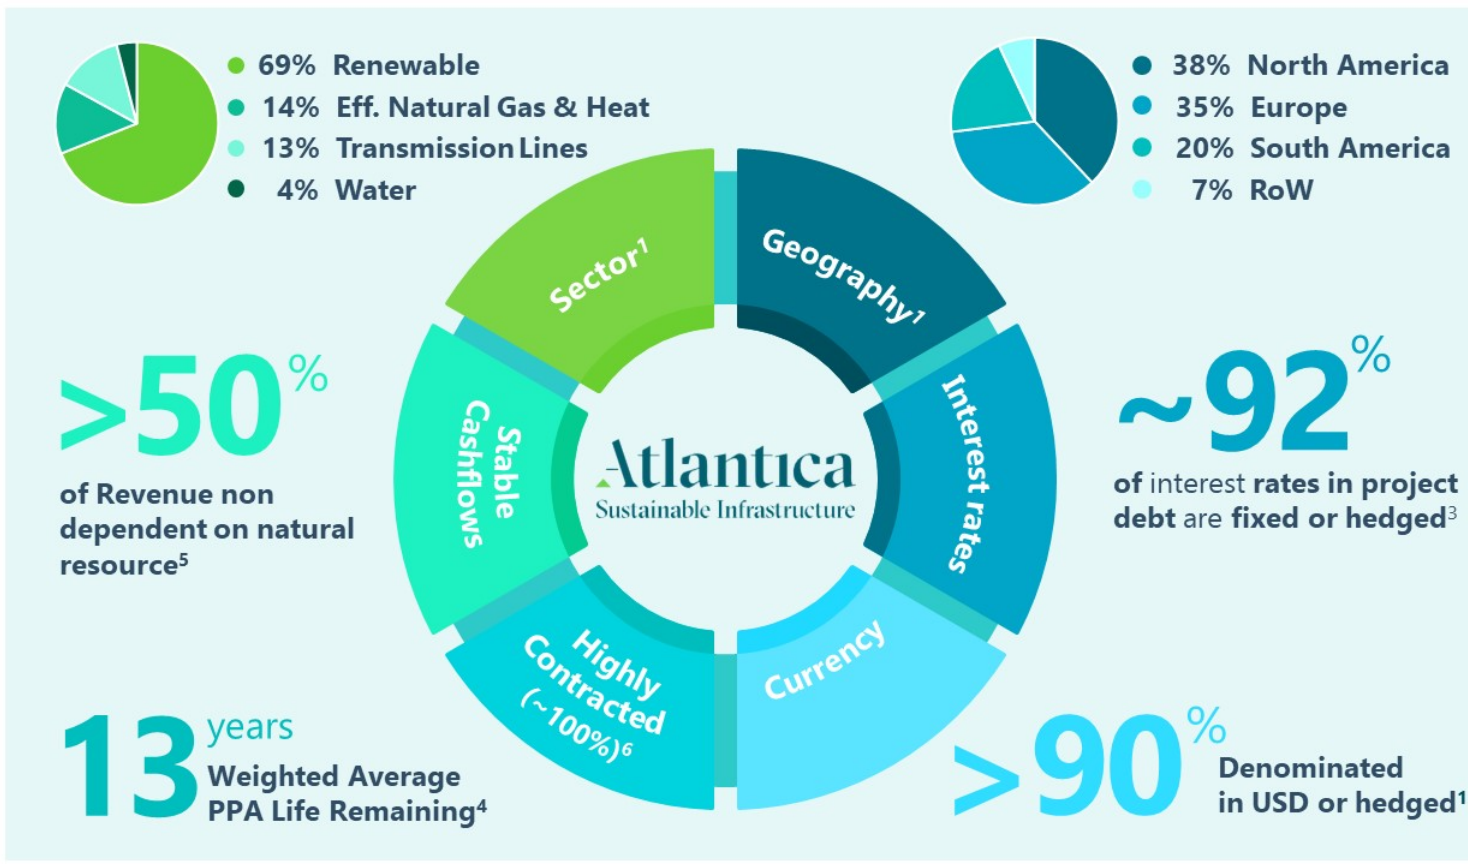 69% Renewable
14% Eff. Natural Gas & Heat
13% Transmission Lines
4% Water
38% North America
35% Europe
20% South America
7% RoW
Sector¹
Geography¹
>50%
of Revenue non
dependent on natural
resource⁵
Stable
Cashflows
Atlantica
Sustainable Infrastructure
Interest rates
~92%
of interest rates in project
debt are fixed or hedged³
Highly
Contracted
(~100%)⁶
Currency
13 years
Weighted Average
PPA Life Remaining⁴
>90%
Denominated
in USD or hedged¹